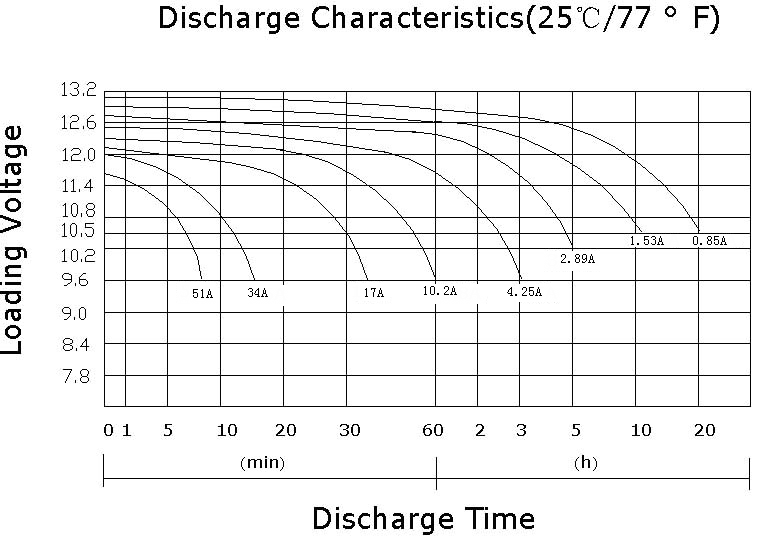 Discharge Characteristics(25℃/77 ° F)
Loading Voltage
13.2
12.6
12.0
11.4
10.8
10.5
10.2
9.6
9.0
8.4
7.8
51A 34A 17A 10.2A 4.25A 2.89A 1.53A 0.85A
0 1 5 10 20 30 60 2 3 5 10 20
(min) (h)
Discharge Time